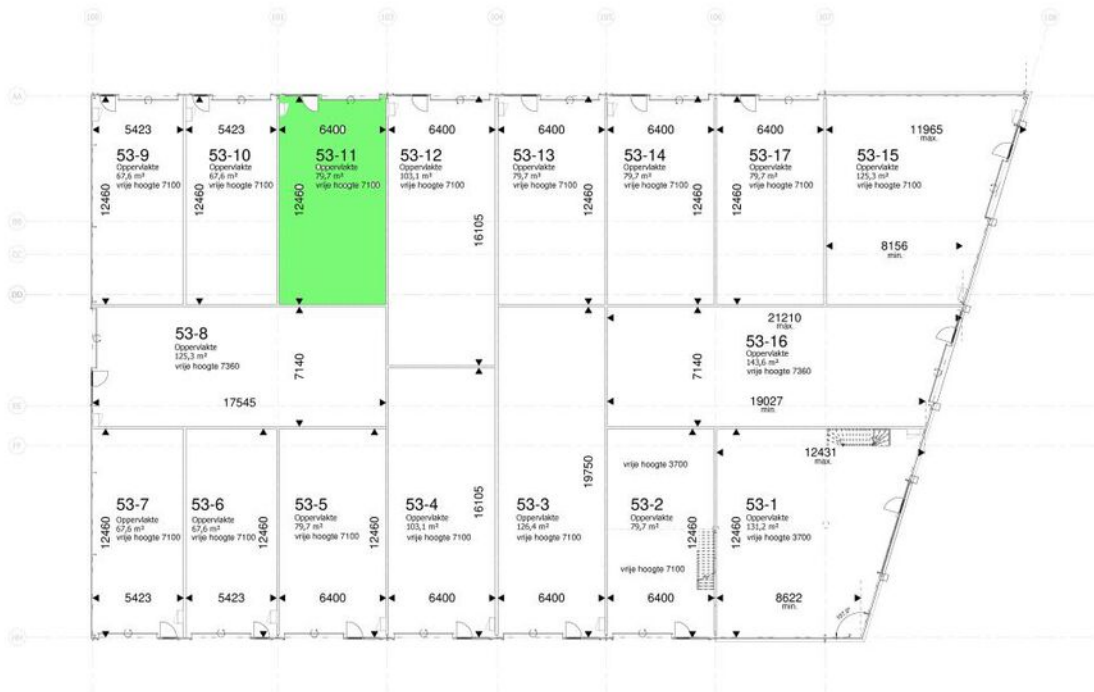 100 101 103 104 105 106 107 108
AA
5423 5423 6400 6400 6400 6400 6400 11965
max.
53-9
Oppervlakte
67,6 m²
vrije hoogte 7100
12460
53-10
Oppervlakte
67,6 m²
vrije hoogte 7100
12460
53-11
Oppervlakte
79,7 m²
vrije hoogte 7100
12460
53-12
Oppervlakte
103,1 m²
vrije hoogte 7100
16105
53-13
Oppervlakte
79,7 m²
vrije hoogte 7100
12460
53-14
Oppervlakte
79,7 m²
vrije hoogte 7100
12460
53-17
Oppervlakte
79,7 m²
vrije hoogte 7100
12460
53-15
Oppervlakte
125,3 m²
vrije hoogte 7100
8156
min.
DD
53-8
Oppervlakte
125,3 m²
vrije hoogte 7360
7140
17545
21210
max.
53-16
Oppervlakte
143,6 m²
vrije hoogte 7360
7140
19027
min.
53-7
Oppervlakte
67,6 m²
vrije hoogte 7100
12460
5423
53-6
Oppervlakte
67,6 m²
vrije hoogte 7100
12460
5423
53-5
Oppervlakte
79,7 m²
vrije hoogte 7100
12460
6400
53-4
Oppervlakte
103,1 m²
vrije hoogte 7100
16105
6400
53-3
Oppervlakte
126,4 m²
vrije hoogte 7100
19750
6400
vrije hoogte 3700
53-2
Oppervlakte
79,7 m²
12460
vrije hoogte 7100
6400
12431
max.
53-1
Oppervlakte
131,2 m²
vrije hoogte 3700
12460
8622
min.